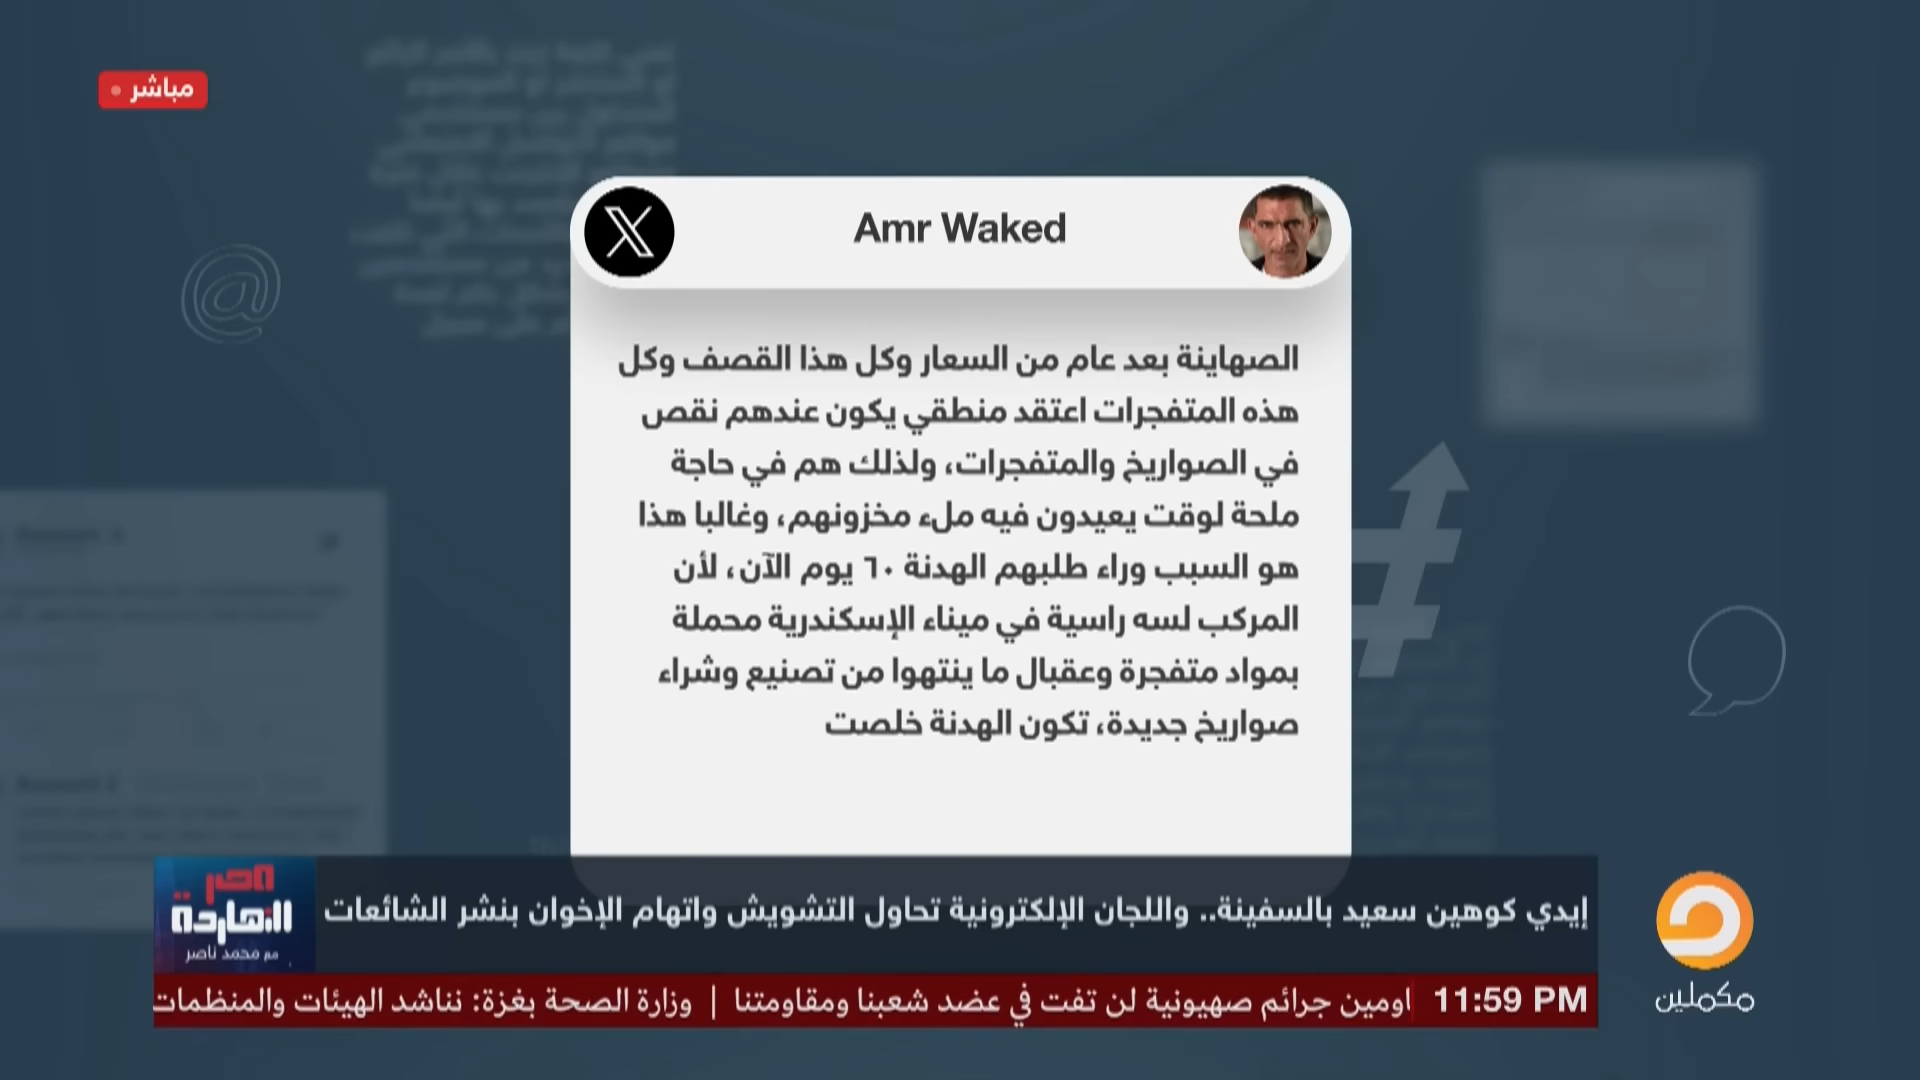 مباشر
Amr Waked
الصهاينة بعد عام من السعار وكل هذا القصف وكل
هذه المتفجرات اعتقد منطقي يكون عندهم نقص
في الصواريخ والمتفجرات، ولذلك هم في حاجة
ملحة لوقت يعيدون فيه ملء مخزونهم، وغالبا هذا
هو السبب وراء طلبهم الهدنة ٦٠ يوم الآن، لأن
المركب لسه راسية في ميناء الإسكندرية محملة
بمواد متفجرة وعقبال ما ينتهوا من تصنيع وشراء
صواريخ جديدة، تكون الهدنة خلصت
مصر
النهاردة
مع محمد ناصر
إيدي كوهين سعيد بالسفينة.. واللجان الإلكترونية تحاول التشويش واتهام الإخوان بنشر الشائعات
11:59 PM
اومين جرائم صهيونية لن تفت في عضد شعبنا ومقاومتنا | وزارة الصحة بغزة: نناشد الهيئات والمنظمات
مكملين